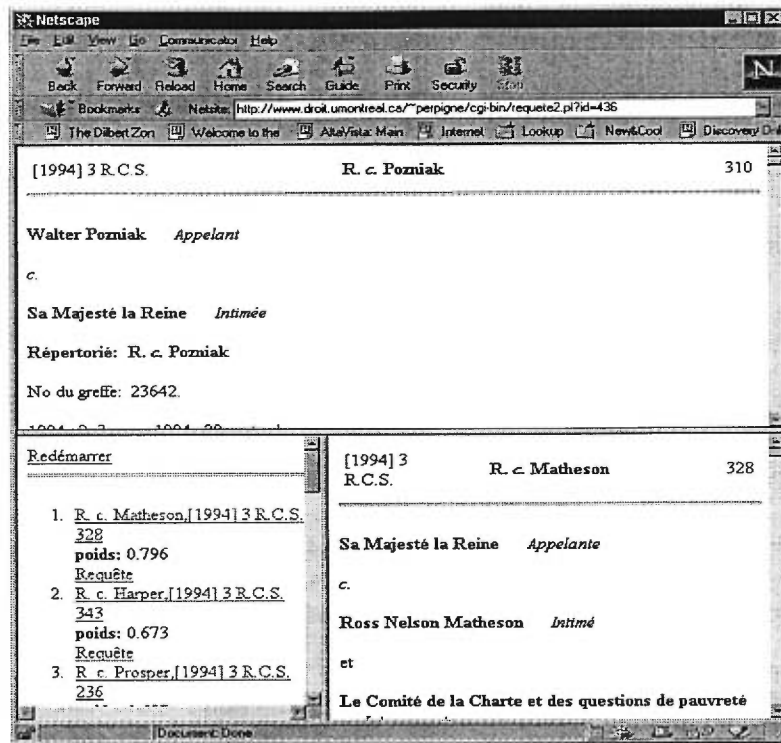 Netscape
File Edit View Go Communicator Help
Back Forward Reload Home Search Guide Print Security Stop
Bookmarks Netsite: http://www.droit.umontreal.ca/~perpigne/cgi-bin/requete2.pl?id=436
The Dilbert Zon Welcome to the AltaVista: Main Internet Lookup New&Cool Discovery
[1994] 3 R.C.S. R. c. Pozniak 310
Walter Pozniak Appelant
c.
Sa Majesté la Reine Intimée
Répertorié: R. c. Pozniak
No du greffe: 23642.
Redémarrer
1. R. c. Matheson,[1994] 3 R.C.S.
328
poids: 0.796
Requête
2. R. c. Harper,[1994] 3 R.C.S.
343
poids: 0.673
Requête
3. R. c. Prosper,[1994] 3 R.C.S.
236
[1994] 3
R.C.S. R. c. Matheson 328
Sa Majesté la Reine Appelante
c.
Ross Nelson Matheson Intimé
et
Le Comité de la Charte et des questions de pauvreté
Document: Done